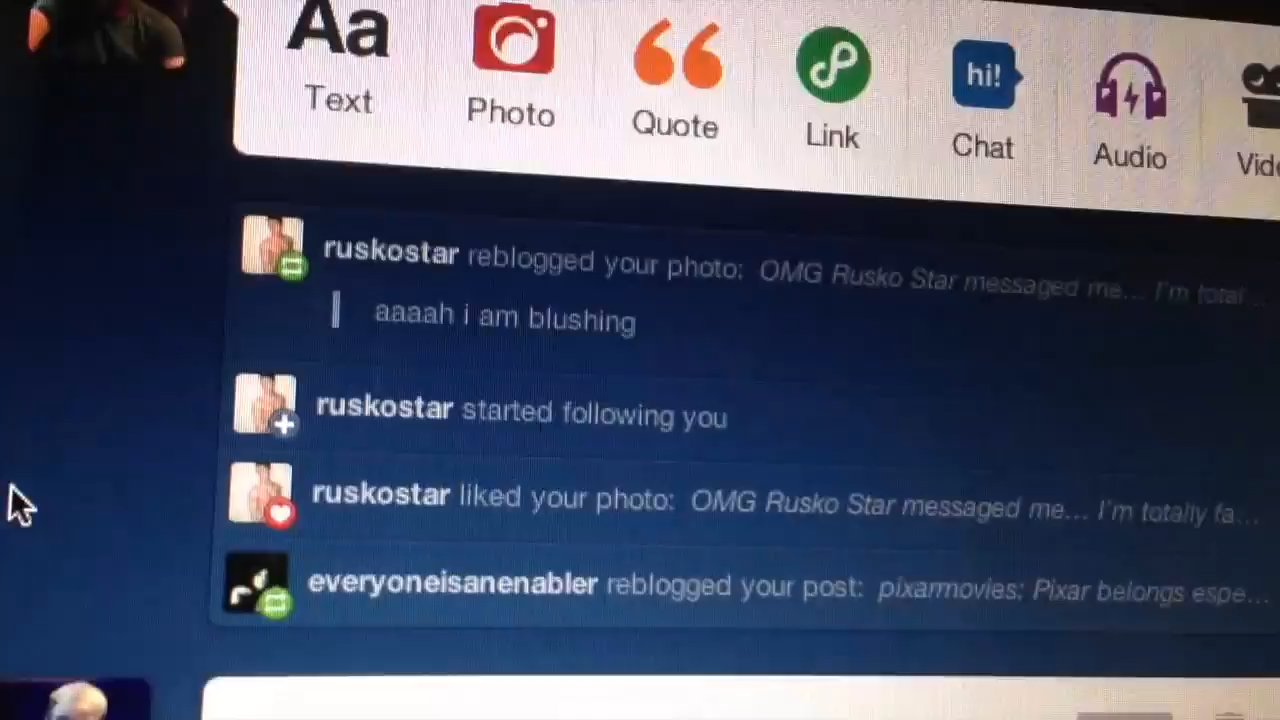 Aa
Text
Photo
Quote
Link
hi!
Chat
Audio
ruskostar reblogged your photo: OMG Rusko Star messaged me... I'm total...
aaaah i am blushing
ruskostar started following you
ruskostar liked your photo: OMG Rusko Star messaged me... I'm totally fa...
everyoneisanenabler reblogged your post: pixarmovies: Pixar belongs espe...